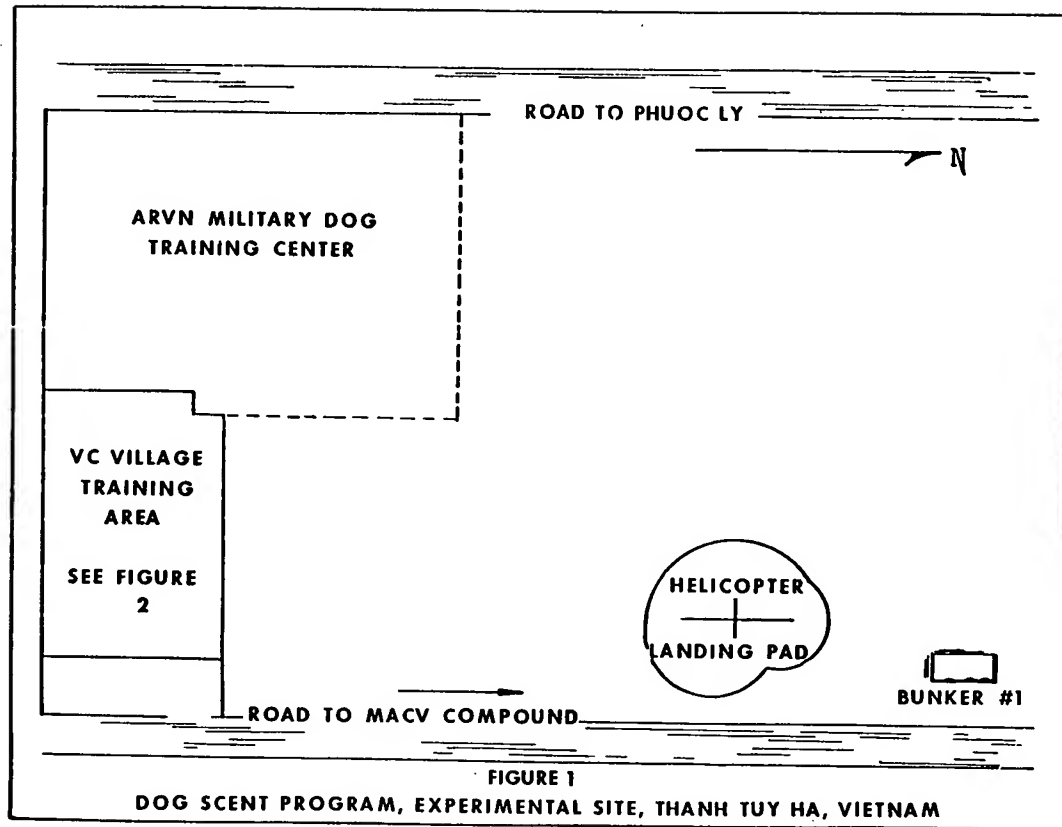 ROAD TO PHUOC LY
N
ARVN MILITARY DOG
TRAINING CENTER
VC VILLAGE
TRAINING
AREA
SEE FIGURE
2
HELICOPTER
LANDING PAD
BUNKER #1
ROAD TO MACV COMPOUND
FIGURE 1
DOG SCENT PROGRAM, EXPERIMENTAL SITE, THANH TUY HA, VIETNAM